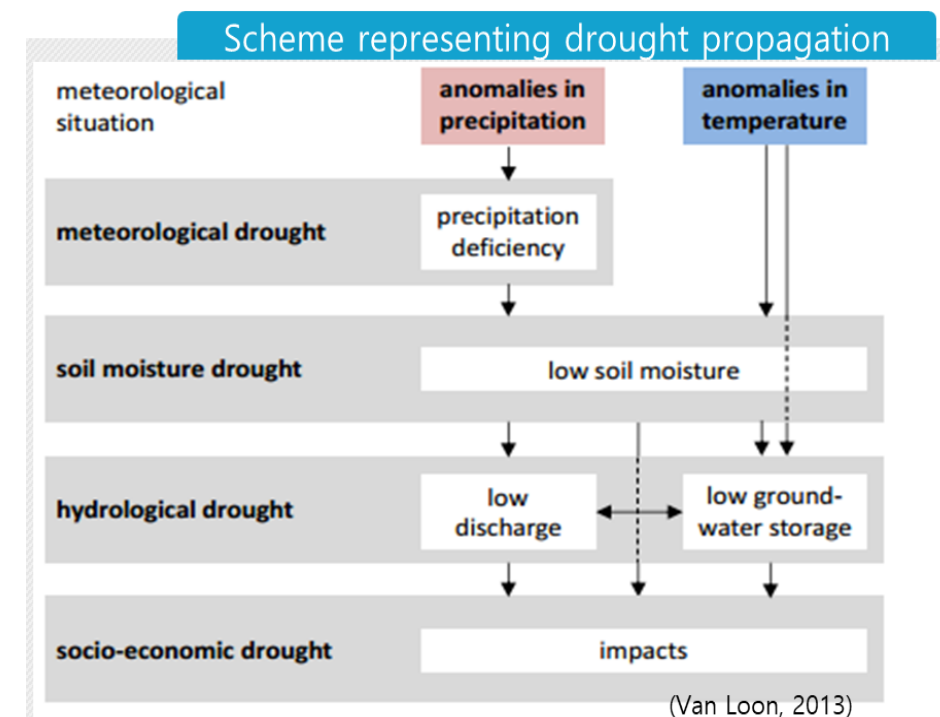 Scheme representing drought propagation
meteorological
situation
anomalies in
precipitation
anomalies in
temperature
meteorological drought
precipitation
deficiency
soil moisture drought
low soil moisture
hydrological drought
low
discharge
low ground-
water storage
socio-economic drought
impacts
(Van Loon, 2013)